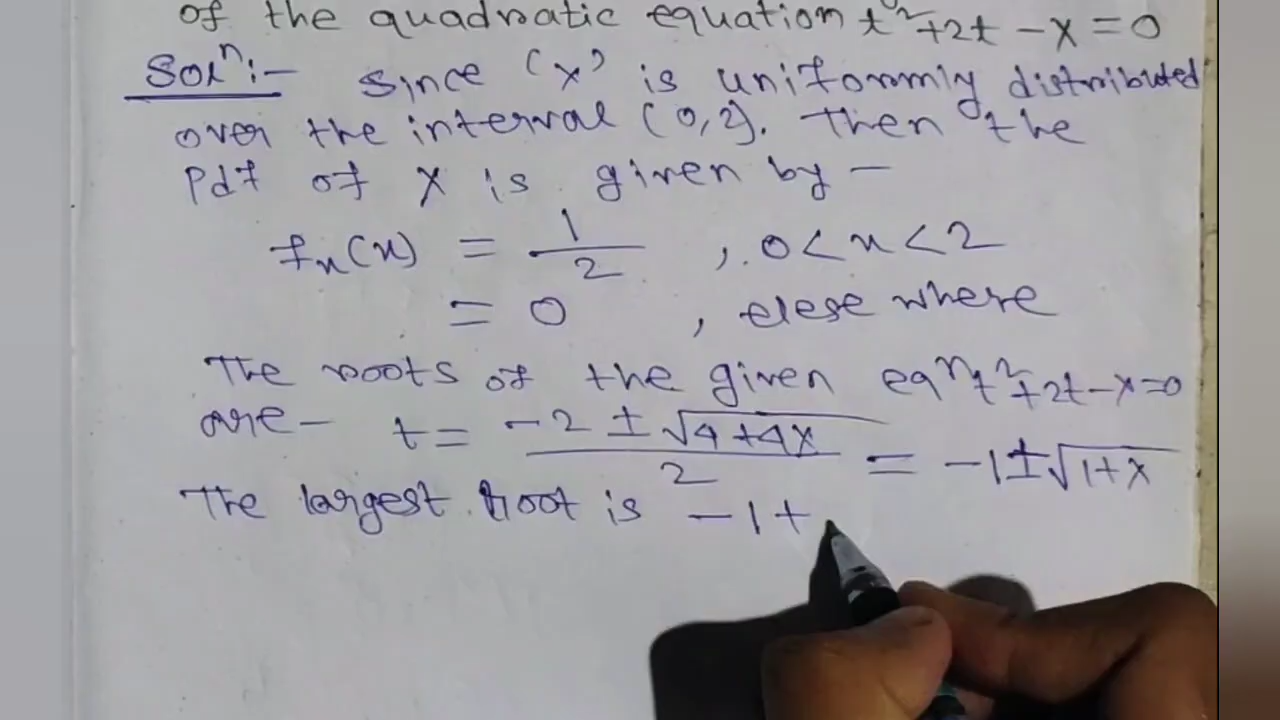 of the quadratic equation t²+2t-x=0
Solⁿ:- Since 'x' is uniformly distributed
over the interval (0,2). Then the
Pdf of X is given by -
fₓ(x) = 1/2 , 0<x<2
= 0 , elese where
The roots of the given eqⁿ t²+2t-x=0
are- t = (-2 ± √(4+4x))/2 = -1±√(1+x)
The largest root is -1+